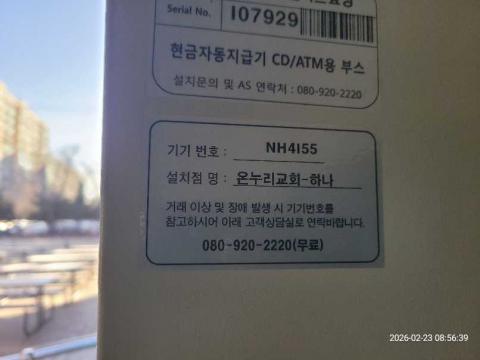 Serial No. 107929
현금자동지급기 CD/ATM용 부스
설치문의 및 AS 연락처 : 080-920-2220
기기 번호 : NH4155
설치점 명 : 온누리교회-하나
거래 이상 및 장애 발생 시 기기번호를
참고하시어 아래 고객상담실로 연락바랍니다.
080-920-2220(무료)
2026-02-23 08:56:39